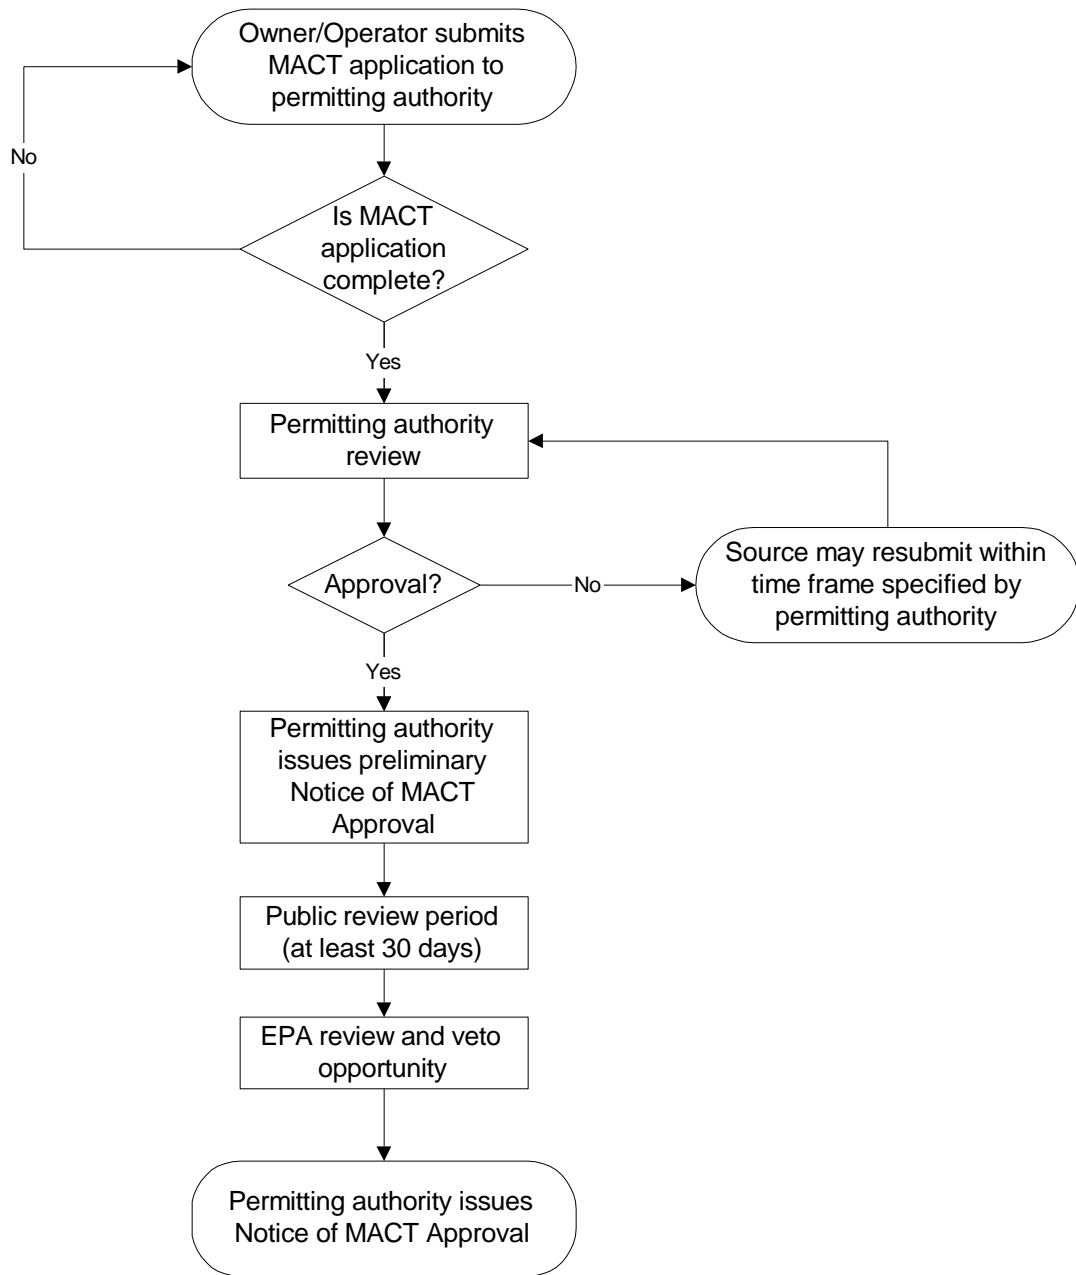 Owner/Operator submits
MACT application to
permitting authority
No
Is MACT
application
complete?
Yes
Permitting authority
review
Approval?
No
Source may resubmit within
time frame specified by
permitting authority
Yes
Permitting authority
issues preliminary
Notice of MACT
Approval
Public review period
(at least 30 days)
EPA review and veto
opportunity
Permitting authority issues
Notice of MACT Approval